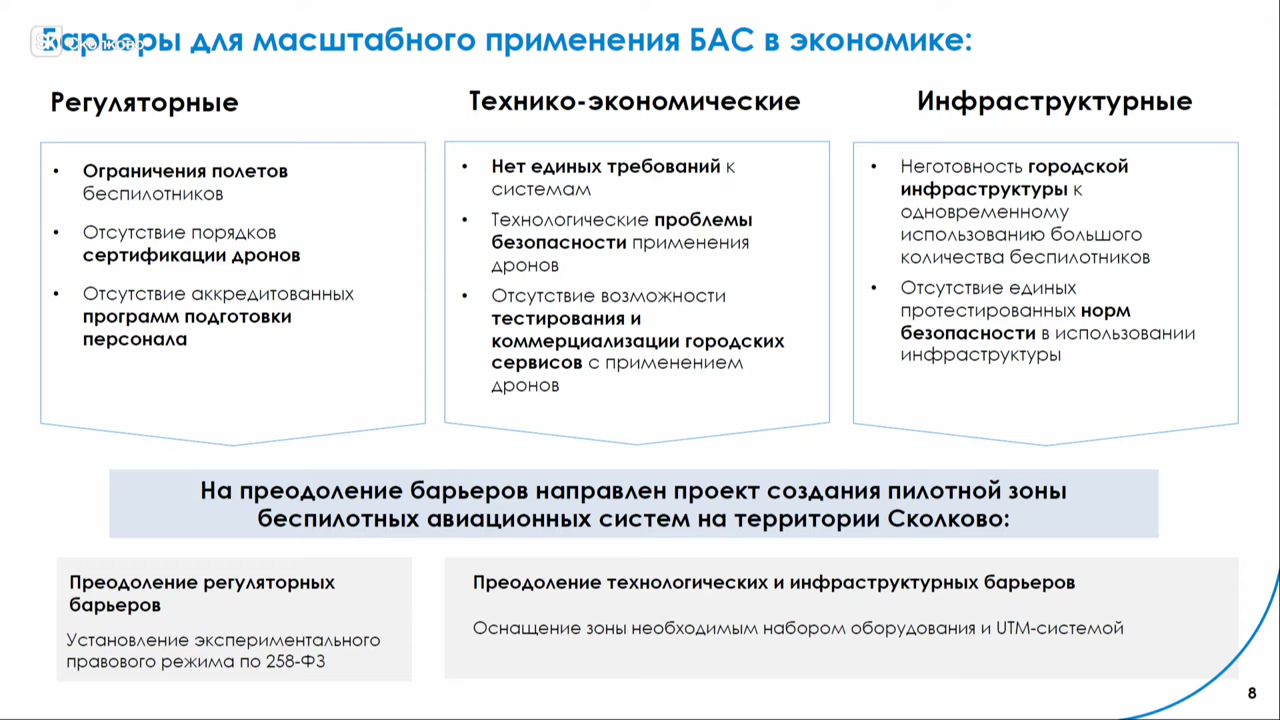 Барьеры для масштабного применения БАС в экономике:
Sk Сколково
Регуляторные
Ограничения полетов
беспилотников
Отсутствие порядков
сертификации дронов
Отсутствие аккредитованных
программ подготовки
персонала
Технико-экономические
Нет единых требований к
системам
Технологические проблемы
безопасности применения
дронов
Отсутствие возможности
тестирования и
коммерциализации городских
сервисов с применением
дронов
Инфраструктурные
Неготовность городской
инфраструктуры к
одновременному
использованию большого
количества беспилотников
Отсутствие единых
протестированных норм
безопасности в использовании
инфраструктуры
На преодоление барьеров направлен проект создания пилотной зоны
беспилотных авиационных систем на территории Сколково:
Преодоление регуляторных
барьеров
Установление экспериментального
правового режима по 258-ФЗ
Преодоление технологических и инфраструктурных барьеров
Оснащение зоны необходимым набором оборудования и UTM-системой
8